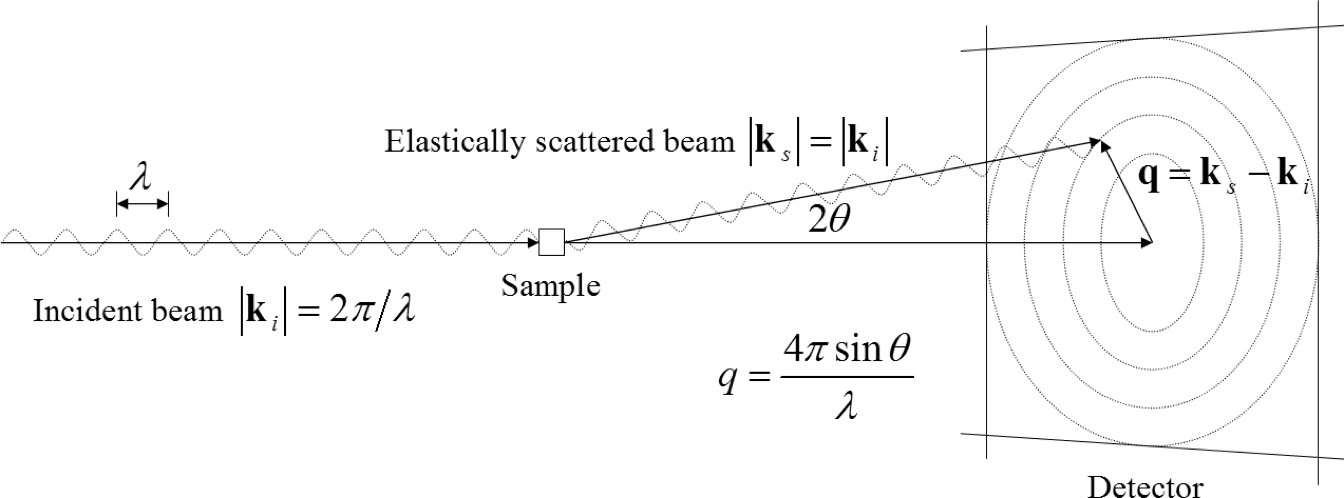 Elastically scattered beam |k_s| = |k_i|
λ
q = k_s − k_i
2θ
Sample
Incident beam |k_i| = 2π/λ
q = 4π sin θ / λ
Detector